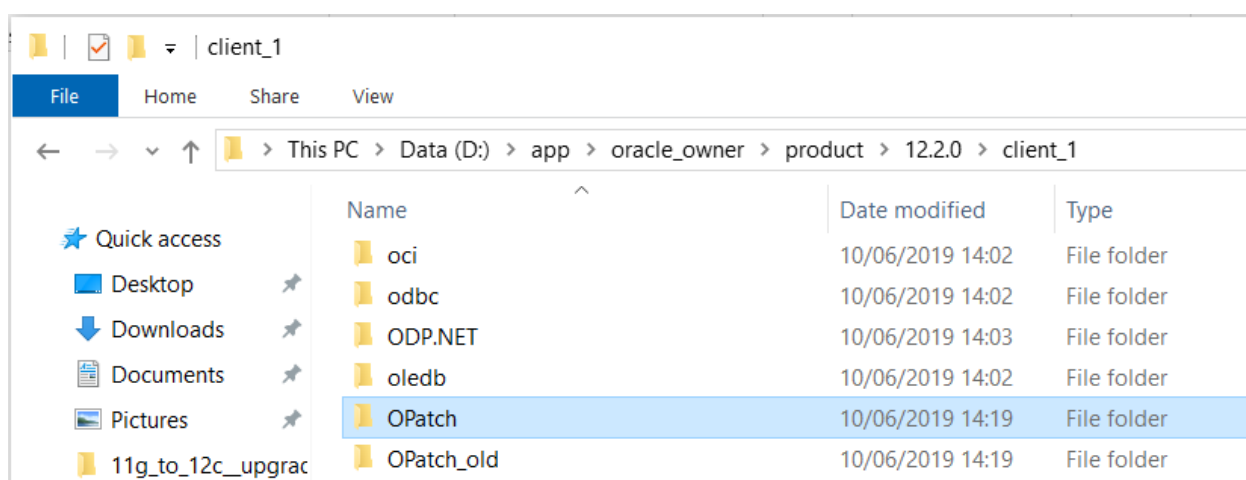 client_1
File Home Share View
This PC > Data (D:) > app > oracle_owner > product > 12.2.0 > client_1
Name Date modified Type
Quick access
oci 10/06/2019 14:02 File folder
Desktop
odbc 10/06/2019 14:02 File folder
Downloads
ODP.NET 10/06/2019 14:03 File folder
Documents
oledb 10/06/2019 14:02 File folder
Pictures
OPatch 10/06/2019 14:19 File folder
11g_to_12c__upgrac
OPatch_old 10/06/2019 14:19 File folder